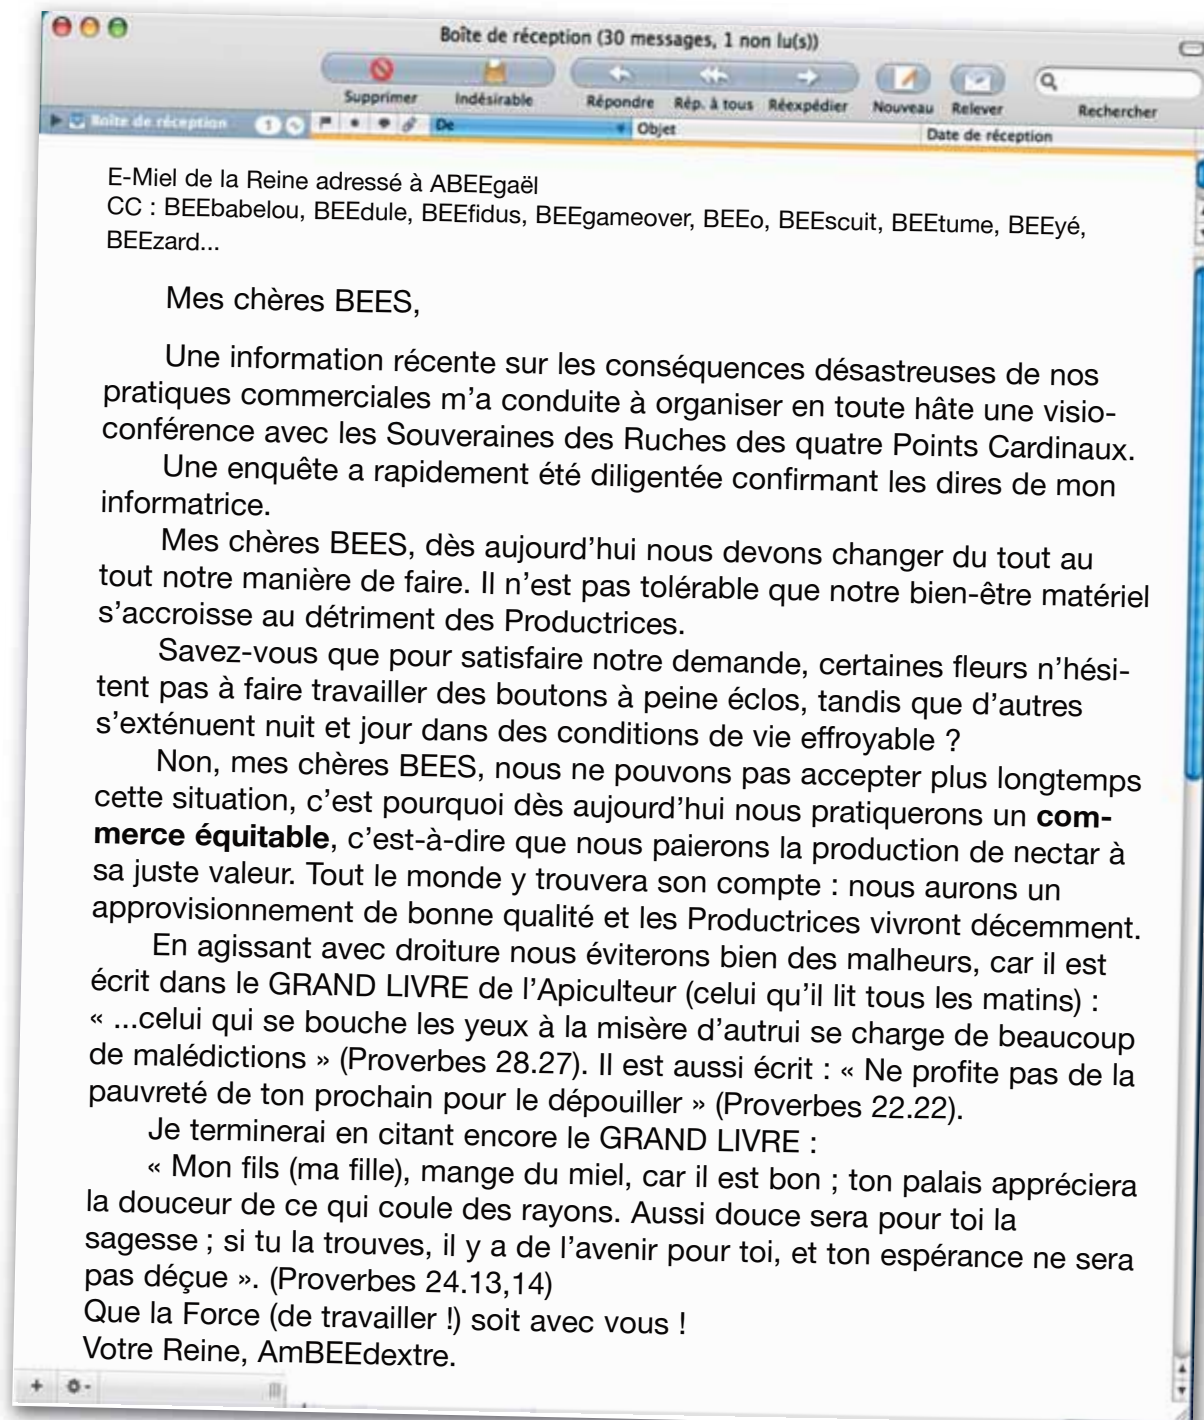 Boîte de réception (30 messages, 1 non lu(s))
Supprimer Indésirable Répondre Rép. à tous Réexpédier Nouveau Relever Rechercher
Boîte de réception 1 De Objet Date de réception
E-Miel de la Reine adressé à ABEEgaël
CC : BEEbabelou, BEEdule, BEEfidus, BEEgameover, BEEo, BEEscuit, BEEtume, BEEyé,
BEEzard...
Mes chères BEES,
Une information récente sur les conséquences désastreuses de nos
pratiques commerciales m’a conduite à organiser en toute hâte une visio-
conférence avec les Souveraines des Ruches des quatre Points Cardinaux.
Une enquête a rapidement été diligentée confirmant les dires de mon
informatrice.
Mes chères BEES, dès aujourd’hui nous devons changer du tout au
tout notre manière de faire. Il n’est pas tolérable que notre bien-être matériel
s’accroisse au détriment des Productrices.
Savez-vous que pour satisfaire notre demande, certaines fleurs n’hési-
tent pas à faire travailler des boutons à peine éclos, tandis que d’autres
s’exténuent nuit et jour dans des conditions de vie effroyable ?
Non, mes chères BEES, nous ne pouvons pas accepter plus longtemps
cette situation, c’est pourquoi dès aujourd’hui nous pratiquerons un com-
merce équitable, c’est-à-dire que nous paierons la production de nectar à
sa juste valeur. Tout le monde y trouvera son compte : nous aurons un
approvisionnement de bonne qualité et les Productrices vivront décemment.
En agissant avec droiture nous éviterons bien des malheurs, car il est
écrit dans le GRAND LIVRE de l’Apiculteur (celui qu’il lit tous les matins) :
« ...celui qui se bouche les yeux à la misère d’autrui se charge de beaucoup
de malédictions » (Proverbes 28.27). Il est aussi écrit : « Ne profite pas de la
pauvreté de ton prochain pour le dépouiller » (Proverbes 22.22).
Je terminerai en citant encore le GRAND LIVRE :
« Mon fils (ma fille), mange du miel, car il est bon ; ton palais appréciera
la douceur de ce qui coule des rayons. Aussi douce sera pour toi la
sagesse ; si tu la trouves, il y a de l’avenir pour toi, et ton espérance ne sera
pas déçue ». (Proverbes 24.13,14)
Que la Force (de travailler !) soit avec vous !
Votre Reine, AmBEEdextre.